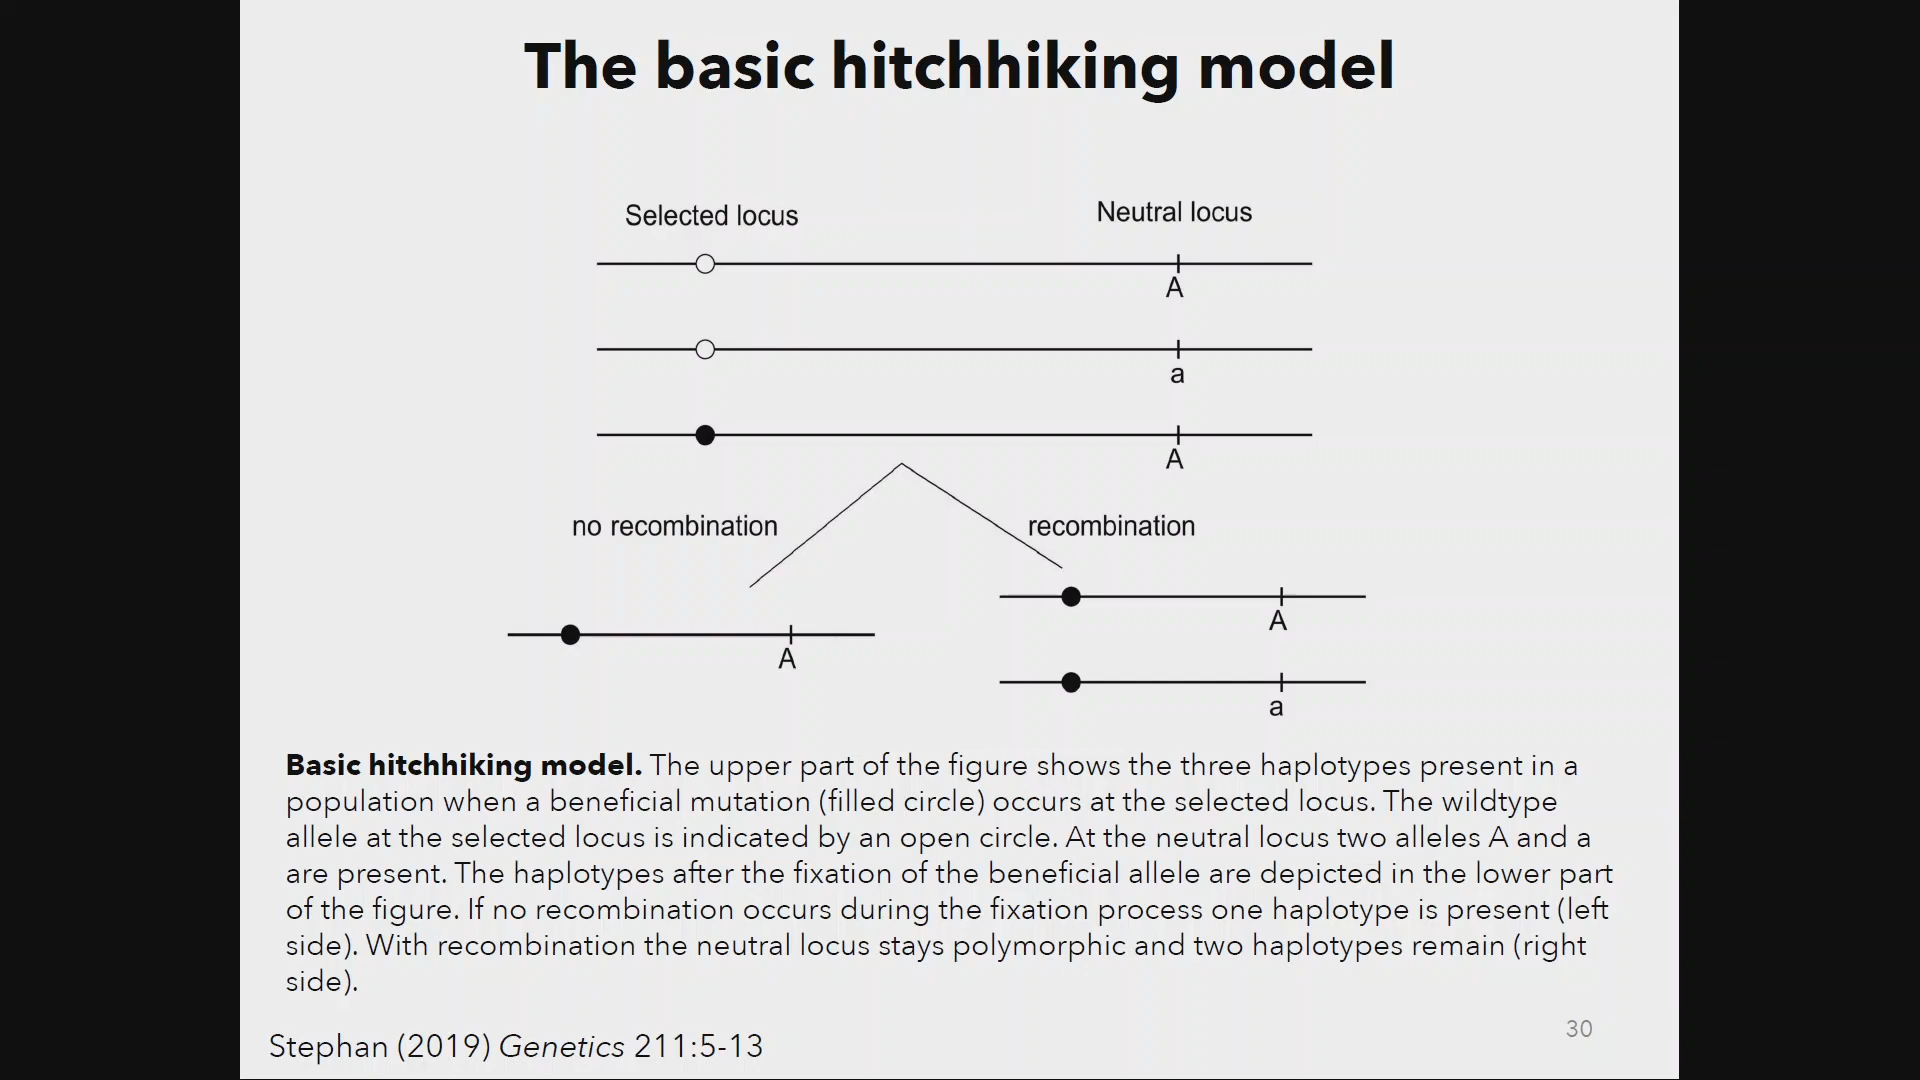 The basic hitchhiking model
Selected locus
Neutral locus
A
a
A
no recombination
recombination
A
A
a
Basic hitchhiking model. The upper part of the figure shows the three haplotypes present in a
population when a beneficial mutation (filled circle) occurs at the selected locus. The wildtype
allele at the selected locus is indicated by an open circle. At the neutral locus two alleles A and a
are present. The haplotypes after the fixation of the beneficial allele are depicted in the lower part
of the figure. If no recombination occurs during the fixation process one haplotype is present (left
side). With recombination the neutral locus stays polymorphic and two haplotypes remain (right
side).
30
Stephan (2019) Genetics 211:5-13